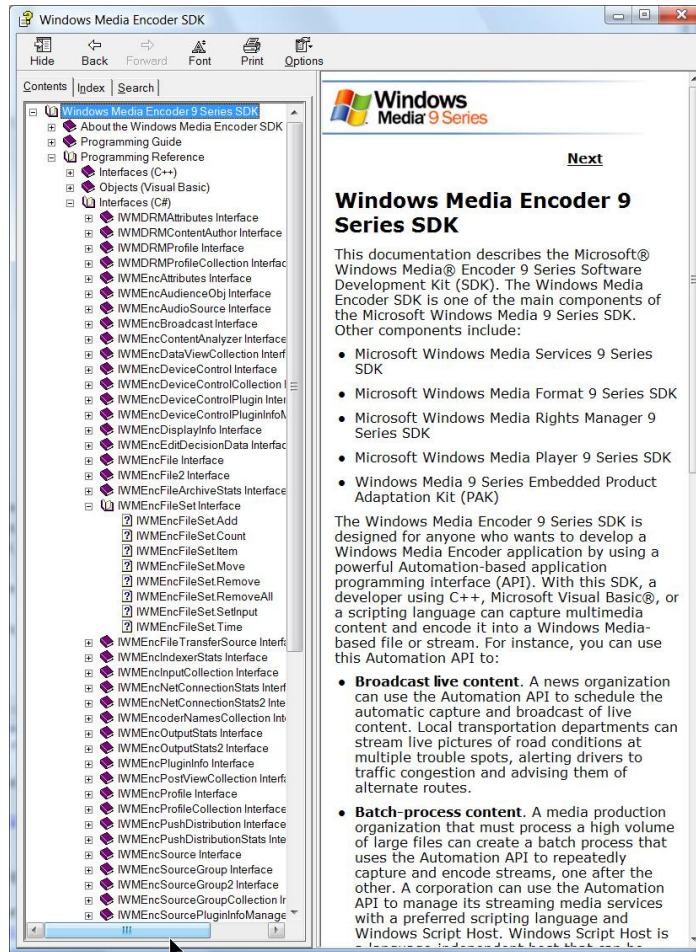 Windows Media Encoder SDK
Hide Back Forward Font Print Options
Contents Index Search
Windows Media Encoder 9 Series SDK
About the Windows Media Encoder SDK
Programming Guide
Programming Reference
Interfaces (C++)
Objects (Visual Basic)
Interfaces (C#)
IWMDRMAttributes Interface
IWMDRMContentAuthor Interface
IWMDRMProfile Interface
IWMDRMProfileCollection Interfac
IWMEncAttributes Interface
IWMEncAudienceObj Interface
IWMEncAudioSource Interface
IWMEncBroadcast Interface
IWMEncContentAnalyzer Interface
IWMEncDataViewCollection Interf
IWMEncDeviceControl Interface
IWMEncDeviceControlCollection I
IWMEncDeviceControlPlugin Inter
IWMEncDeviceControlPluginInfoM
IWMEncDisplayInfo Interface
IWMEncEditDecisionData Interfac
IWMEncFile Interface
IWMEncFile2 Interface
IWMEncFileArchiveStats Interface
IWMEncFileSet Interface
IWMEncFileSet.Add
IWMEncFileSet.Count
IWMEncFileSet.Item
IWMEncFileSet.Move
IWMEncFileSet.Remove
IWMEncFileSet.RemoveAll
IWMEncFileSet.SetInput
IWMEncFileSet.Time
IWMEncFileTransferSource Interfa
IWMEncIndexerStats Interface
IWMEncInputCollection Interface
IWMEncNetConnectionStats Interf
IWMEncNetConnectionStats2 Inte
IWMEncoderNamesCollection Int
IWMEncOutputStats Interface
IWMEncOutputStats2 Interface
IWMEncPluginInfo Interface
IWMEncPostViewCollection Interfa
IWMEncProfile Interface
IWMEncProfileCollection Interface
IWMEncPushDistribution Interface
IWMEncPushDistributionStats Inte
IWMEncSource Interface
IWMEncSourceGroup Interface
IWMEncSourceGroup2 Interface
IWMEncSourceGroupCollection Ir
IWMEncSourcePluginInfoManage
Windows
Media 9 Series
Next
Windows Media Encoder 9
Series SDK
This documentation describes the Microsoft®
Windows Media® Encoder 9 Series Software
Development Kit (SDK). The Windows Media
Encoder SDK is one of the main components of
the Microsoft Windows Media 9 Series SDK.
Other components include:
• Microsoft Windows Media Services 9 Series
SDK
• Microsoft Windows Media Format 9 Series SDK
• Microsoft Windows Media Rights Manager 9
Series SDK
• Microsoft Windows Media Player 9 Series SDK
• Windows Media 9 Series Embedded Product
Adaptation Kit (PAK)
The Windows Media Encoder 9 Series SDK is
designed for anyone who wants to develop a
Windows Media Encoder application by using a
powerful Automation-based application
programming interface (API). With this SDK, a
developer using C++, Microsoft Visual Basic®, or
a scripting language can capture multimedia
content and encode it into a Windows Media-
based file or stream. For instance, you can use
this Automation API to:
• Broadcast live content. A news organization
can use the Automation API to schedule the
automatic capture and broadcast of live
content. Local transportation departments can
stream live pictures of road conditions at
multiple trouble spots, alerting drivers to
traffic congestion and advising them of
alternate routes.
• Batch-process content. A media production
organization that must process a high volume
of large files can create a batch process that
uses the Automation API to repeatedly
capture and encode streams, one after the
other. A corporation can use the Automation
API to manage its streaming media services
with a preferred scripting language and
Windows Script Host. Windows Script Host is